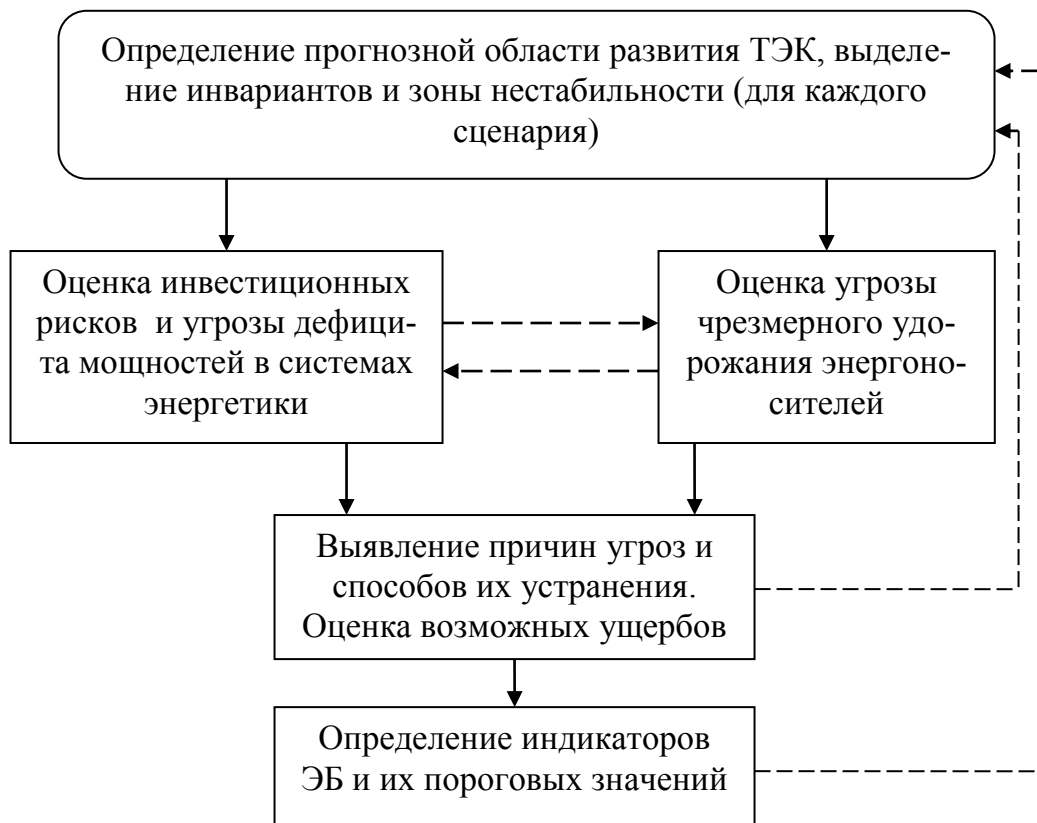 Определение прогнозной области развития ТЭК, выделе-
ние инвариантов и зоны нестабильности (для каждого
сценария)
Оценка инвестиционных
рисков и угрозы дефици-
та мощностей в системах
энергетики
Оценка угрозы
чрезмерного удо-
рожания энергоно-
сителей
Выявление причин угроз и
способов их устранения.
Оценка возможных ущербов
Определение индикаторов
ЭБ и их пороговых значений